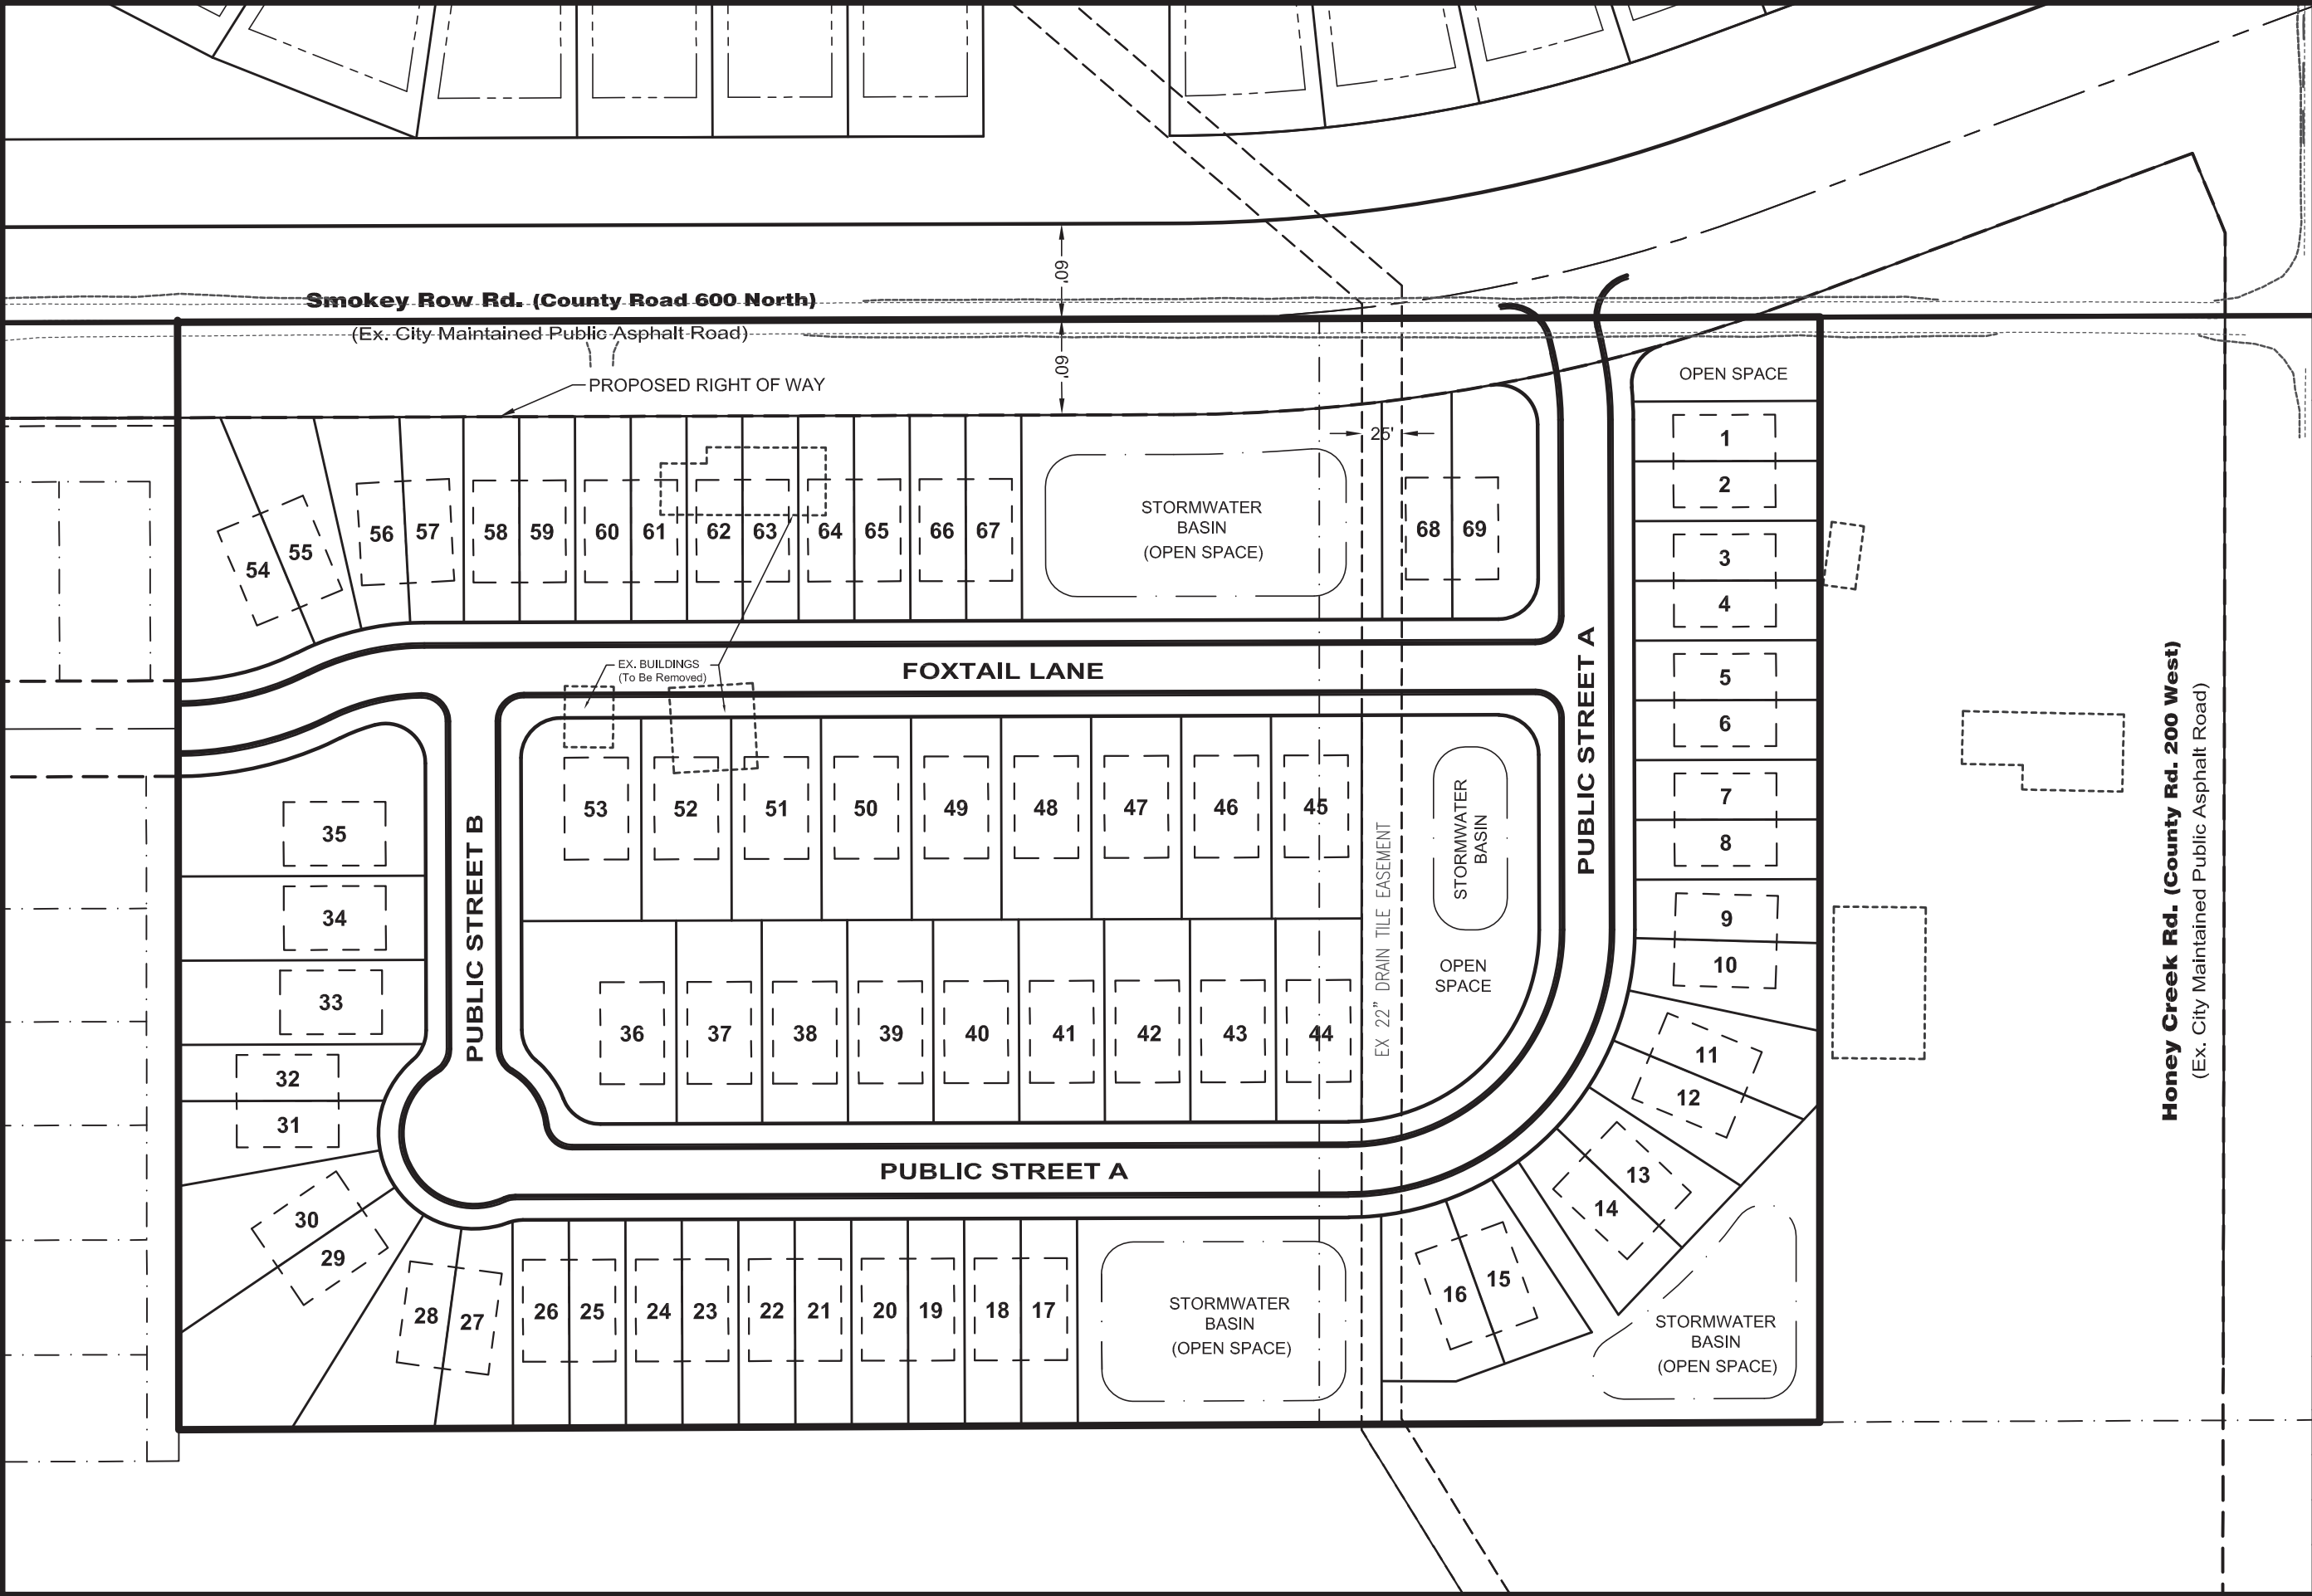 60'
Smokey Row Rd. (County Road 600 North)
(Ex. City Maintained Public Asphalt Road)
60'
PROPOSED RIGHT OF WAY
OPEN SPACE
25'
1
2
3
4
5
6
7
8
9
10
11
12
13
14
15
16
54
55
56
57
58
59
60
61
62
63
64
65
66
67
STORMWATER
BASIN
(OPEN SPACE)
68
69
EX. BUILDINGS
(To Be Removed)
FOXTAIL LANE
PUBLIC STREET A
53
52
51
50
49
48
47
46
45
STORMWATER
BASIN
OPEN
SPACE
EX 22" DRAIN TILE EASEMENT
35
34
33
32
31
30
29
28
27
PUBLIC STREET B
36
37
38
39
40
41
42
43
44
PUBLIC STREET A
26
25
24
23
22
21
20
19
18
17
STORMWATER
BASIN
(OPEN SPACE)
STORMWATER
BASIN
(OPEN SPACE)
Honey Creek Rd. (County Rd. 200 West)
(Ex. City Maintained Public Asphalt Road)